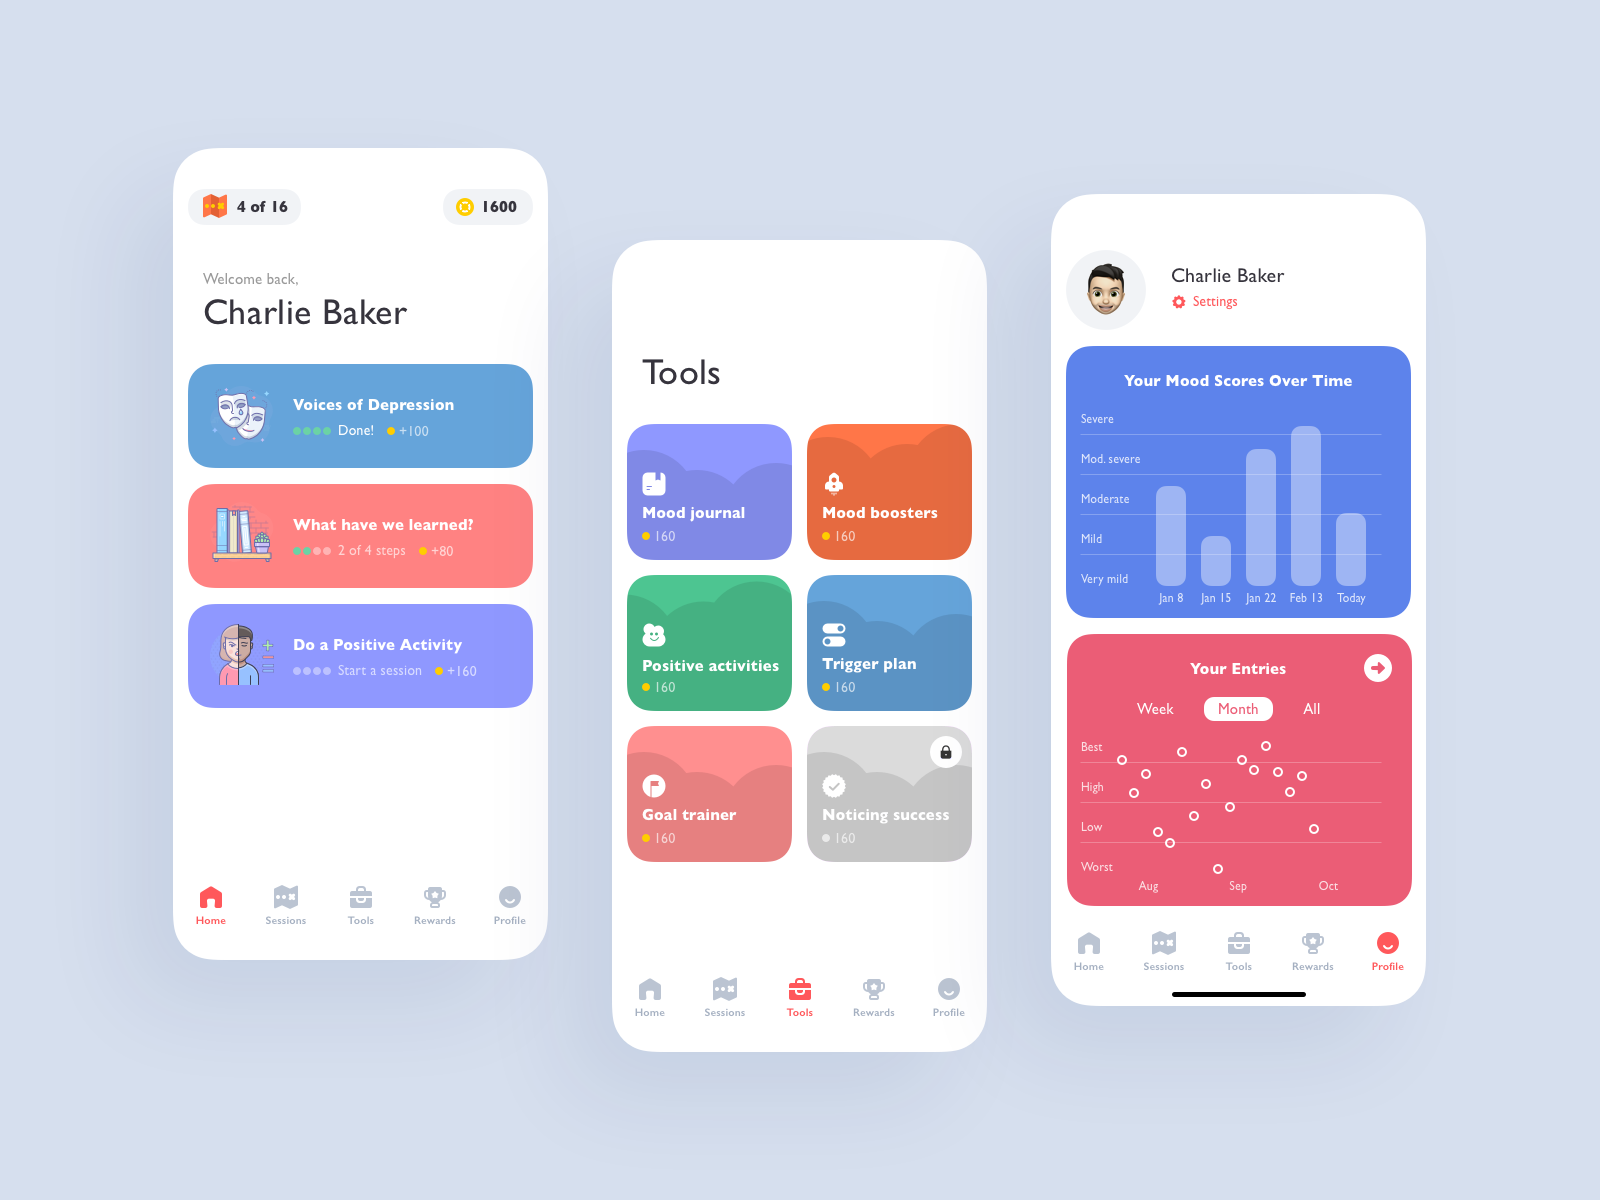 4 of 16
1600
Welcome back,
Charlie Baker
Voices of Depression
Done! +100
What have we learned?
2 of 4 steps +80
Do a Positive Activity
Start a session +160
Home Sessions Tools Rewards Profile
Tools
Mood journal
160
Mood boosters
160
Positive activities
160
Trigger plan
160
Goal trainer
160
Noticing success
160
Home Sessions Tools Rewards Profile
Charlie Baker
Settings
Your Mood Scores Over Time
Severe
Mod. severe
Moderate
Mild
Very mild
Jan 8 Jan 15 Jan 22 Feb 13 Today
Your Entries
Week Month All
Best
High
Low
Worst
Aug Sep Oct
Home Sessions Tools Rewards Profile